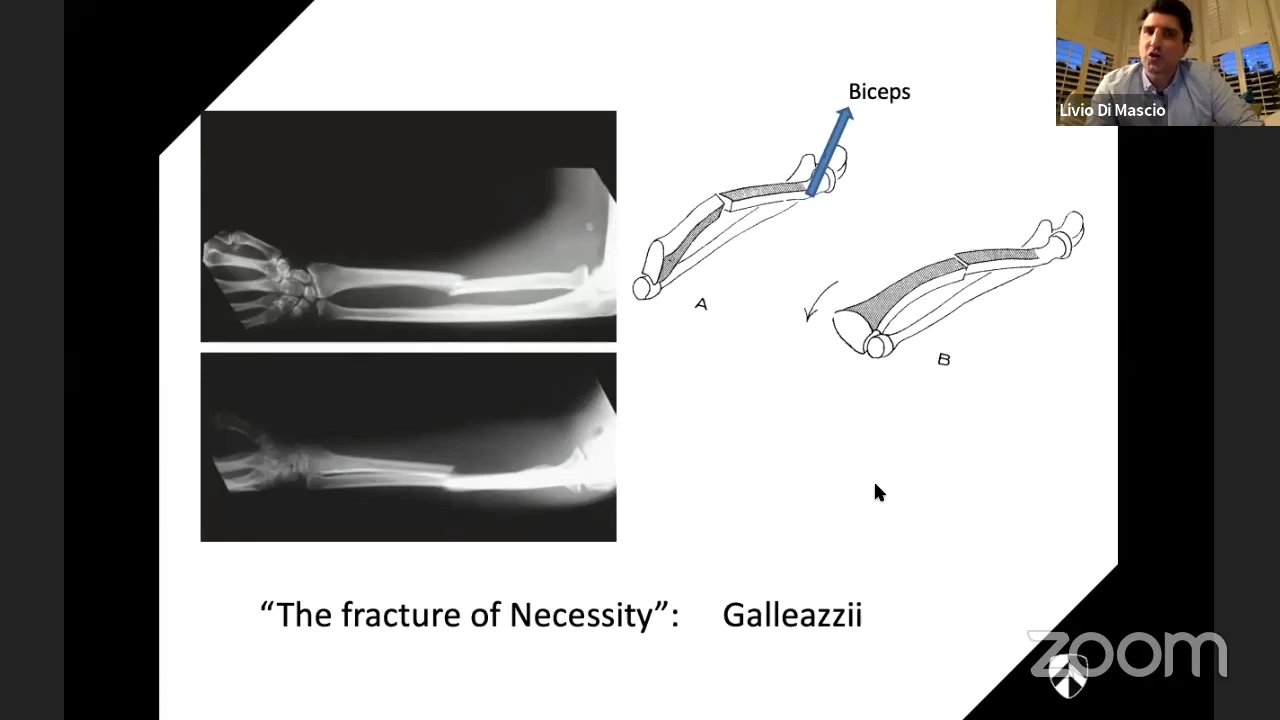 Biceps
Livio Di Mascio
A
B
“The fracture of Necessity”: Galleazzii
zoom